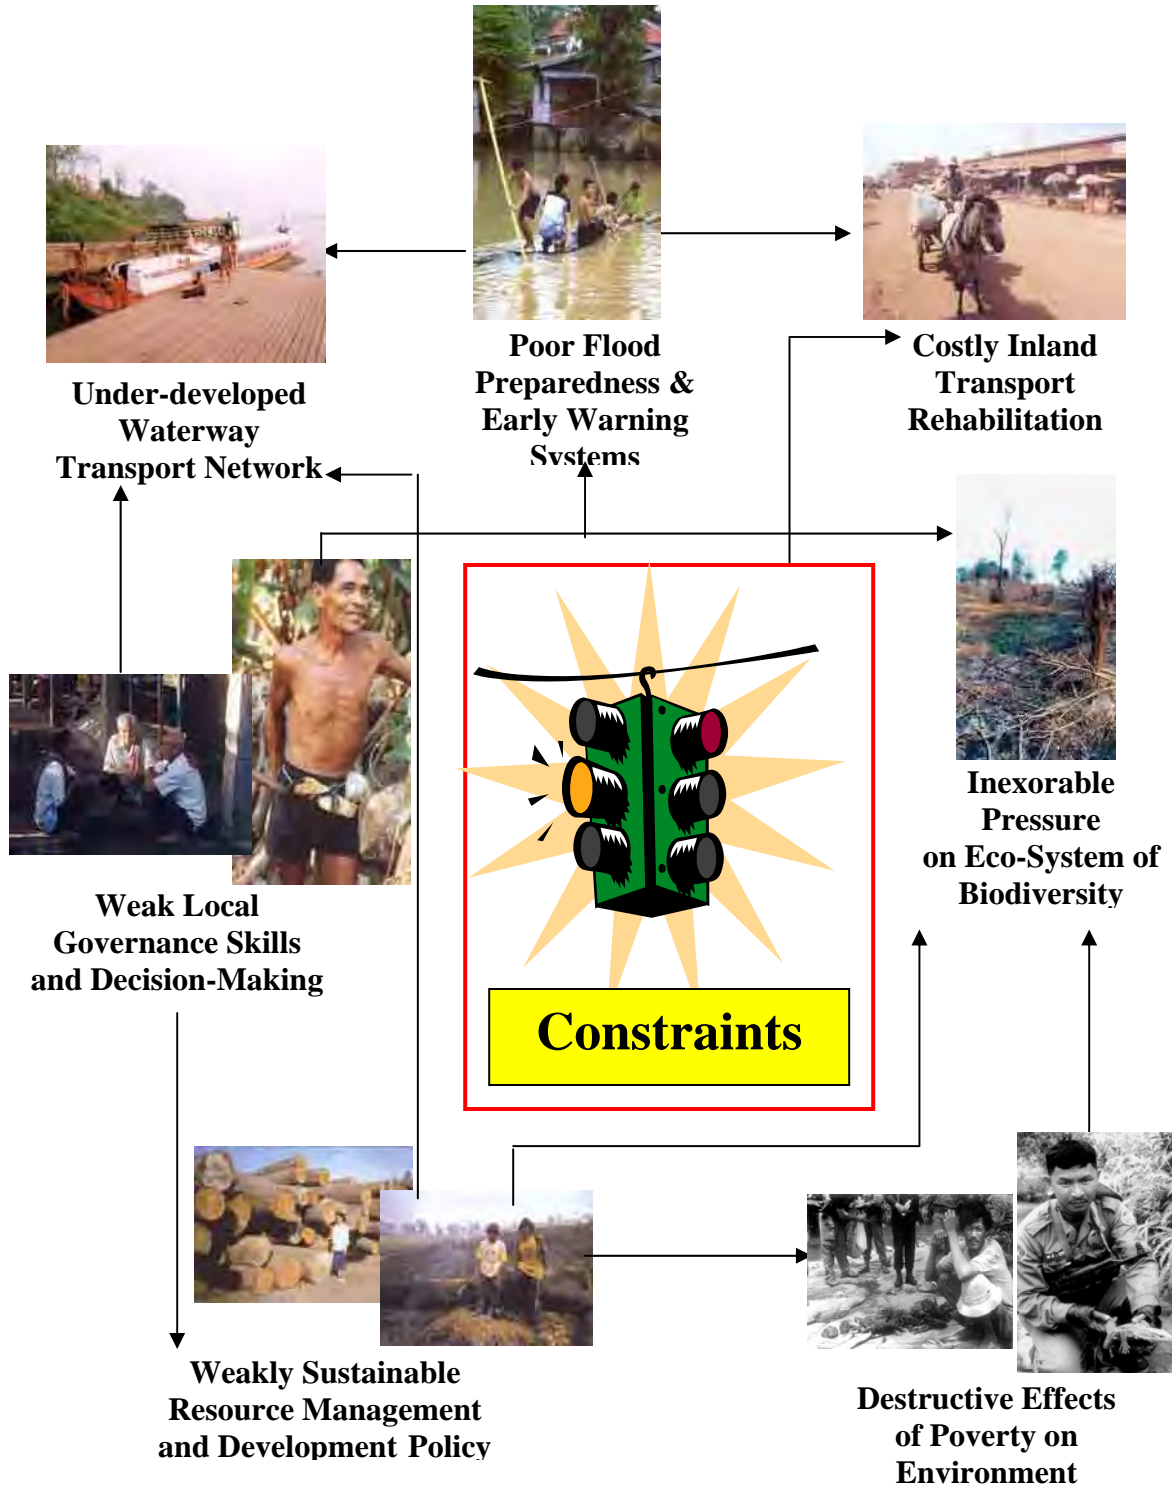 Poor Flood
Preparedness &
Early Warning
Systems
Costly Inland
Transport
Rehabilitation
Under-developed
Waterway
Transport Network
Inexorable
Pressure
on Eco-System of
Biodiversity
Weak Local
Governance Skills
and Decision-Making
Constraints
Weakly Sustainable
Resource Management
and Development Policy
Destructive Effects
of Poverty on
Environment